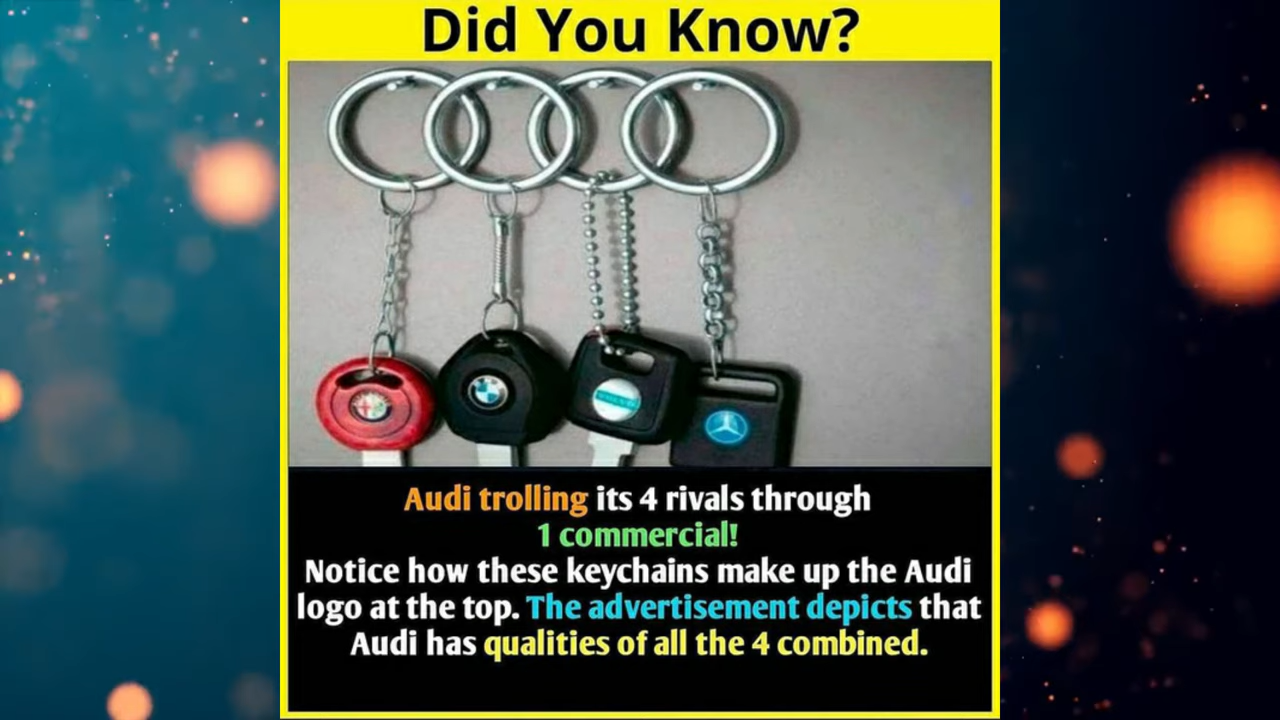 Did You Know?
VOLVO
Audi trolling its 4 rivals through
1 commercial!
Notice how these keychains make up the Audi
logo at the top. The advertisement depicts that
Audi has qualities of all the 4 combined.